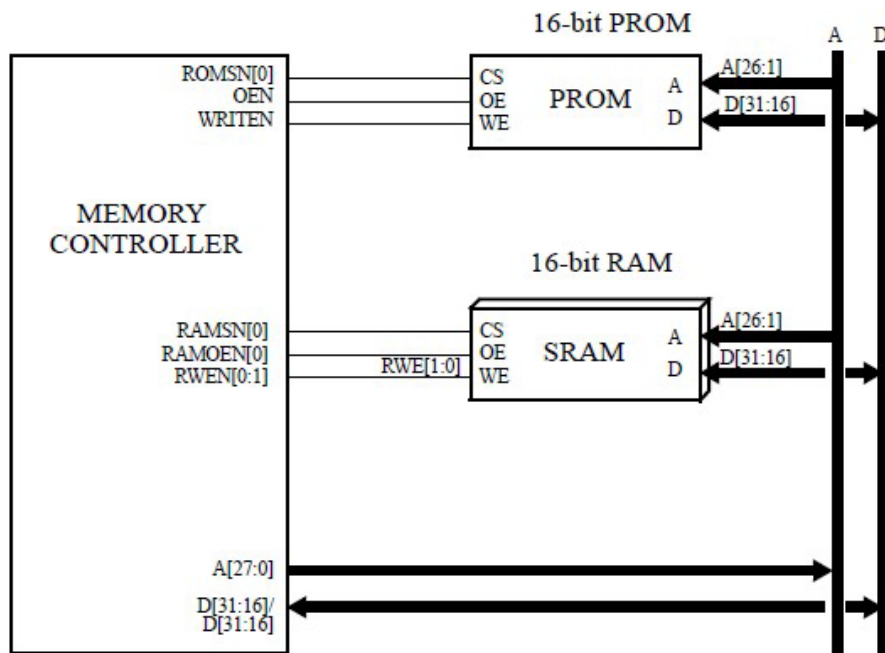 16-bit PROM
A D
ROMSN[0] CS A[26:1]
OEN OE PROM A
WRITEN WE D D[31:16]
MEMORY
CONTROLLER
16-bit RAM
RAMSN[0] CS A[26:1]
RAMOEN[0] OE SRAM A
RWEN[0:1] RWE[1:0] WE D D[31:16]
A[27:0]
D[31:16]/
D[31:16]